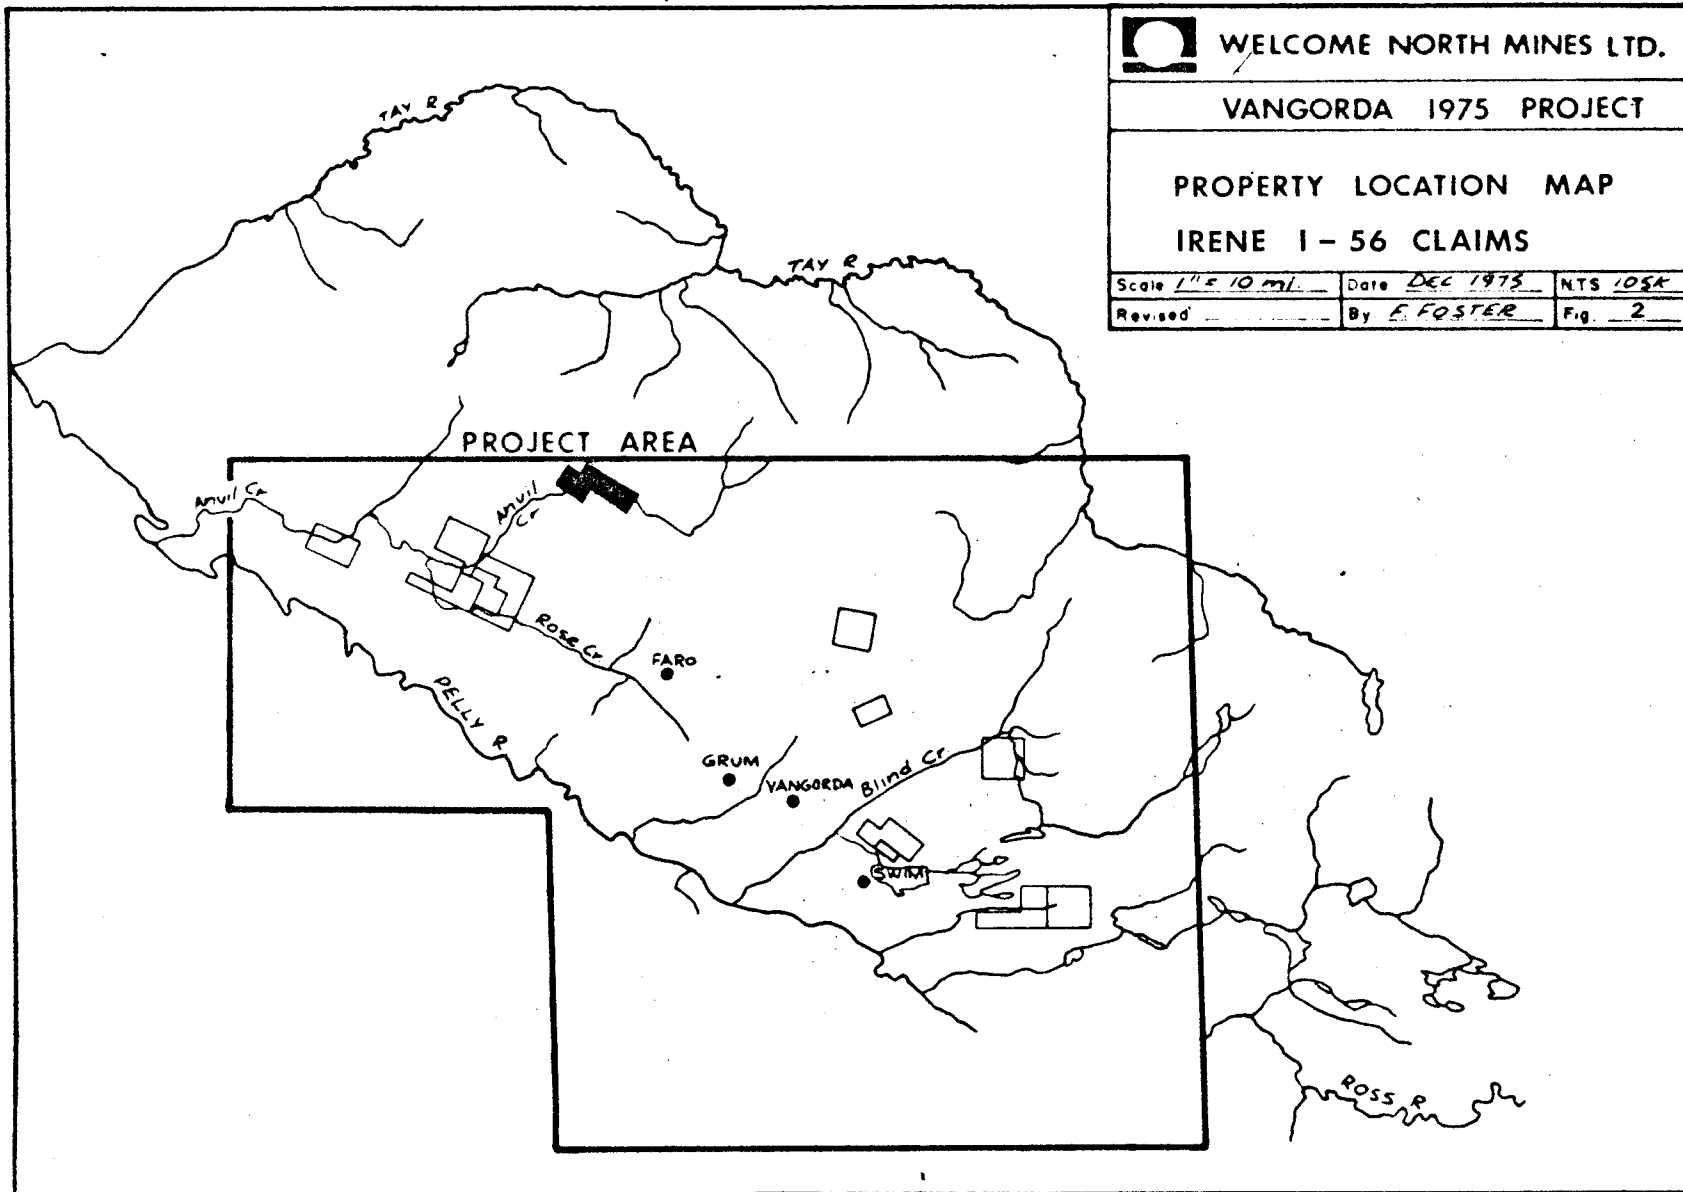 WELCOME NORTH MINES LTD.
VANGORDA 1975 PROJECT
PROPERTY LOCATION MAP
IRENE 1-56 CLAIMS
Scale 1"= 10 mi. Date DEC 1975 N.T.S 105K
Revised By F. FOSTER Fig. 2
TAY R
TAY R
PROJECT AREA
Anvil Cr
Anvil
Cr
Rose Cr
FARO
PELLY R
GRUM
VANGORDA
Blind Cr
SWIM
ROSS R